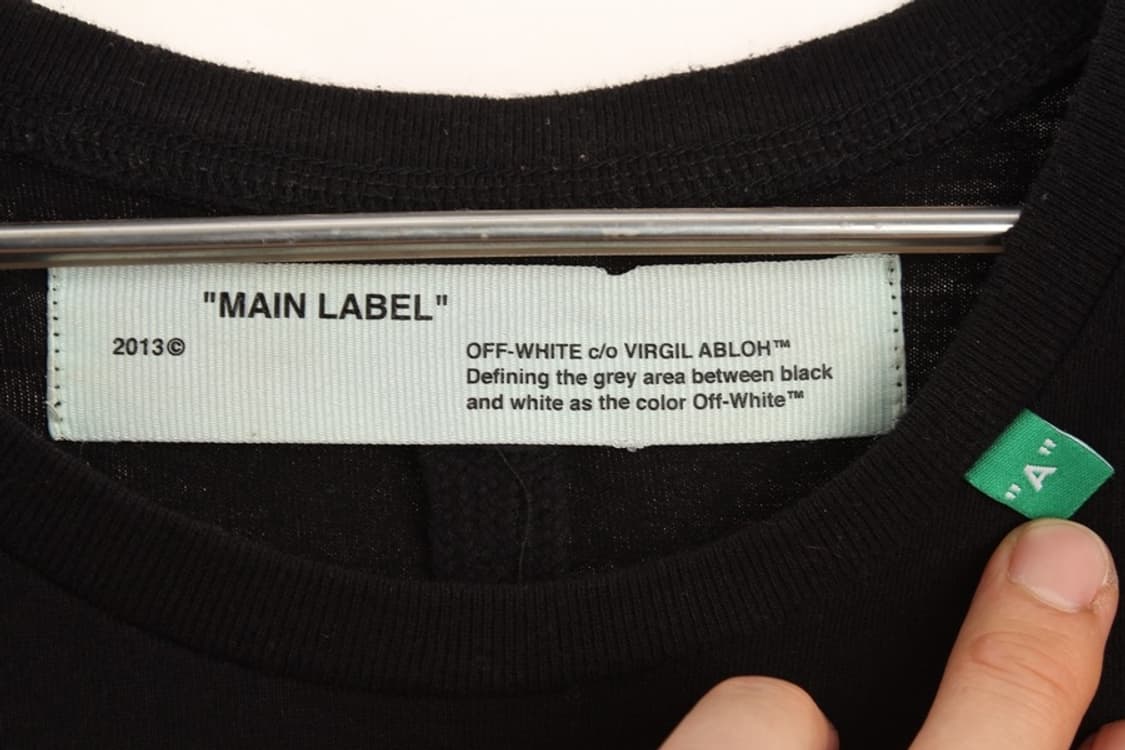 "MAIN LABEL"
2013©
OFF-WHITE c/o VIRGIL ABLOH™
Defining the grey area between black
and white as the color Off-White™
"A"